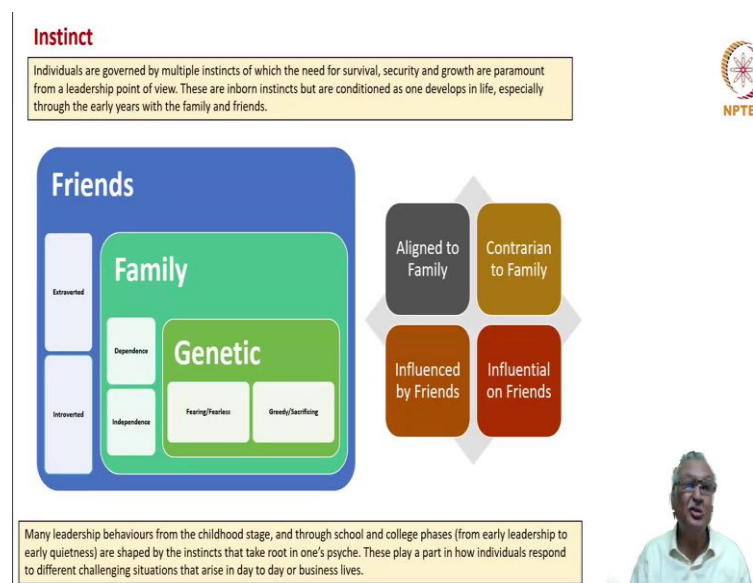 Instinct
Individuals are governed by multiple instincts of which the need for survival, security and growth are paramount
from a leadership point of view. These are inborn instincts but are conditioned as one develops in life, especially
through the early years with the family and friends.
NPTE
Friends
Extraverted
Introverted
Family
Dependence
Independence
Genetic
Fearing/Fearless
Greedy/Sacrificing
Aligned to
Family
Contrarian
to Family
Influenced
by Friends
Influential
on Friends
Many leadership behaviours from the childhood stage, and through school and college phases (from early leadership to
early quietness) are shaped by the instincts that take root in one's psyche. These play a part in how individuals respond
to different challenging situations that arise in day to day or business lives.